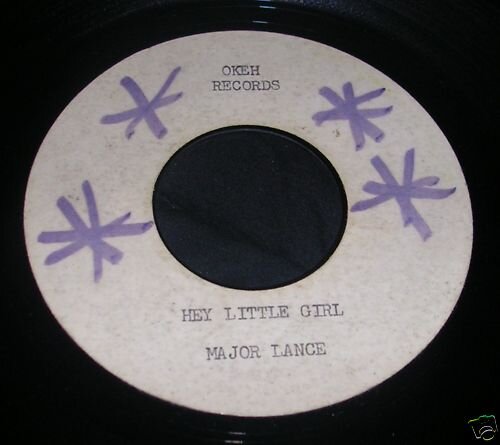 OKEH
RECORDS
HEY LITTLE GIRL
MAJOR LANCE